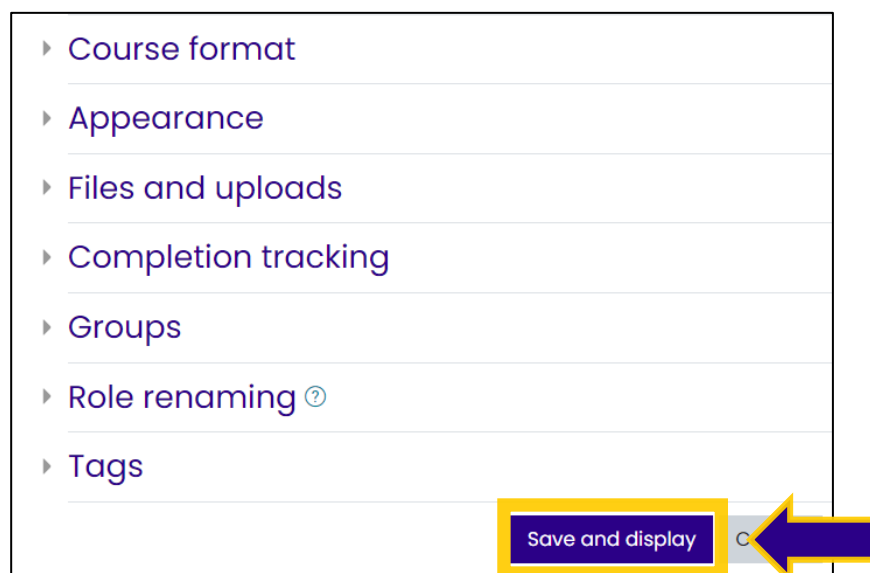 Course format
Appearance
Files and uploads
Completion tracking
Groups
Role renaming ?
Tags
Save and display